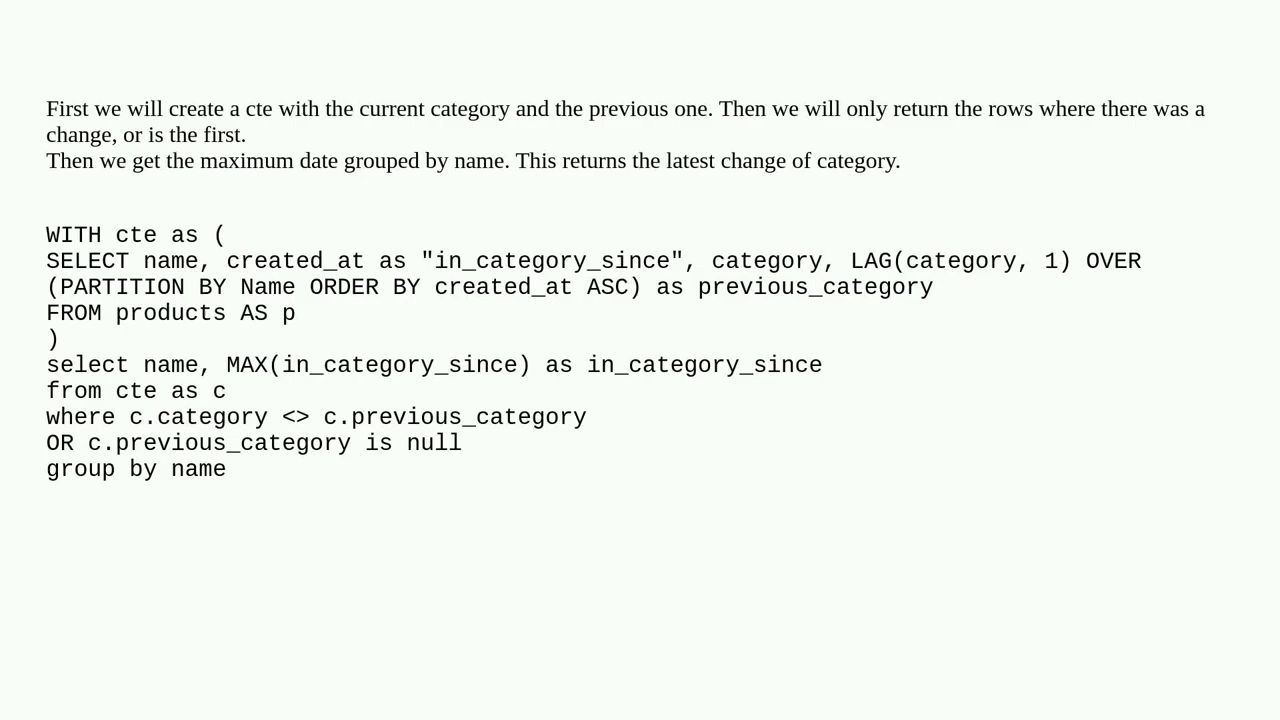 First we will create a cte with the current category and the previous one. Then we will only return the rows where there was a
change, or is the first.
Then we get the maximum date grouped by name. This returns the latest change of category.
WITH cte as (
SELECT name, created_at as "in_category_since", category, LAG(category, 1) OVER
(PARTITION BY Name ORDER BY created_at ASC) as previous_category
FROM products AS p
)
select name, MAX(in_category_since) as in_category_since
from cte as c
where c.category <> c.previous_category
OR c.previous_category is null
group by name